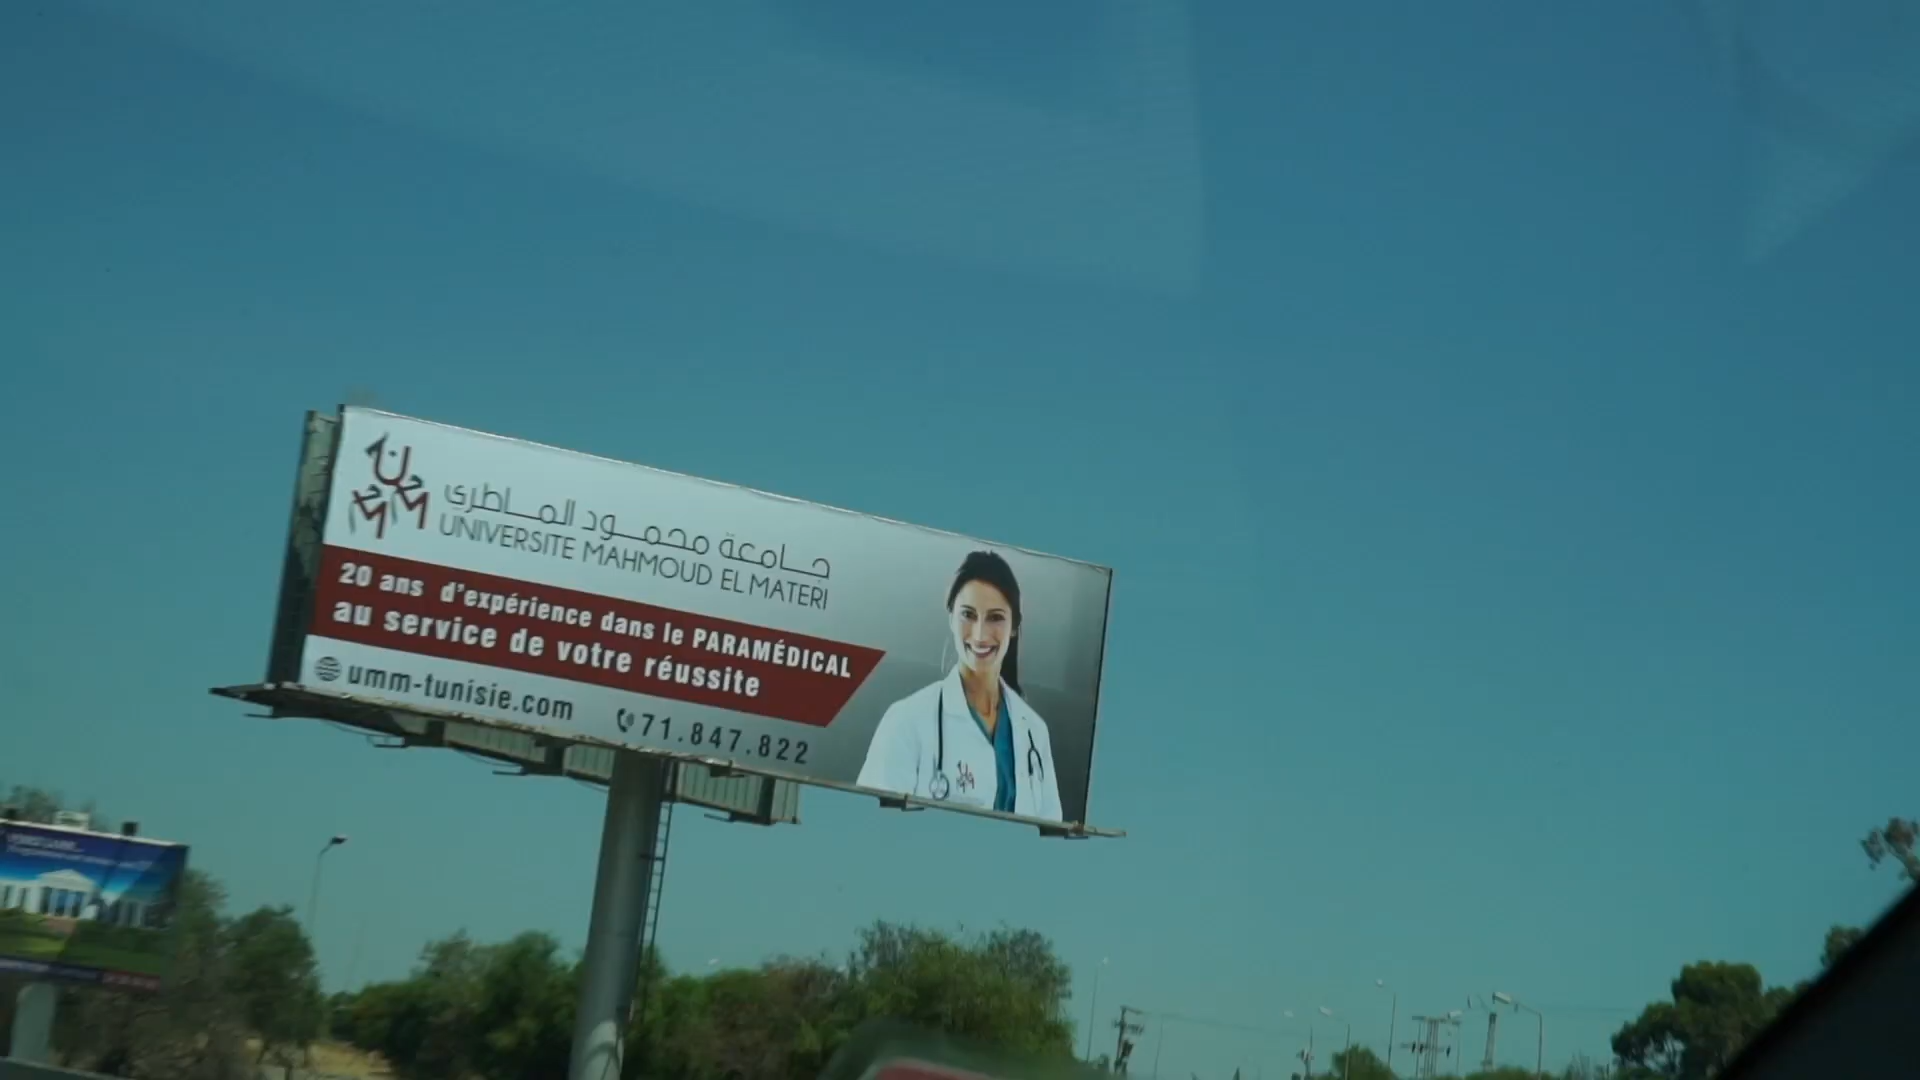 جامعة محمود الماطري
UNIVERSITE MAHMOUD EL MATERI
20 ans d'expérience dans le PARAMÉDICAL
au service de votre réussite
umm-tunisie.com
71.847.822